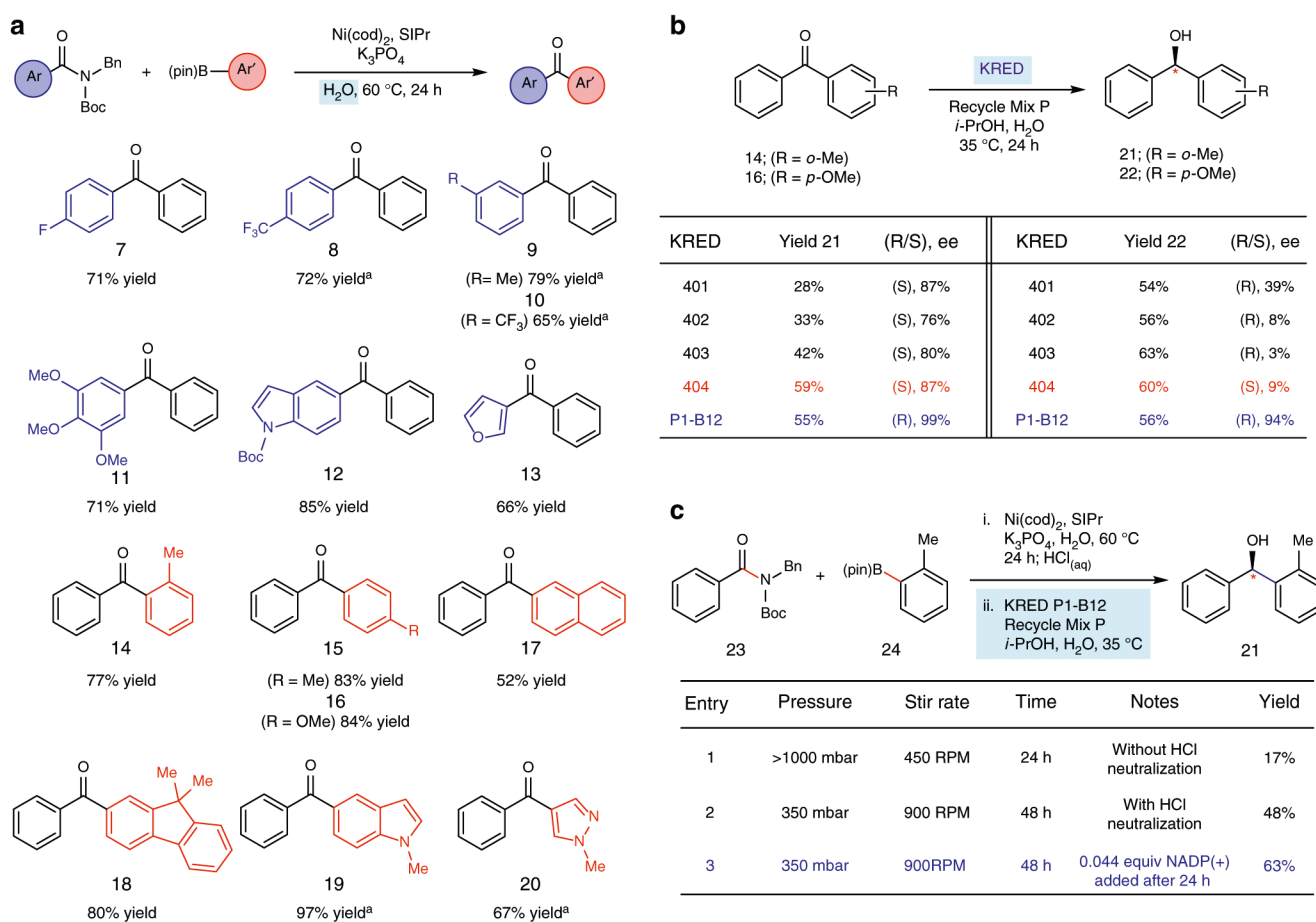 a
O
Ar
N
Bn
Boc
+
(pin)B
Ar′
Ni(cod)2, SIPr
K3PO4
H2O, 60 °C, 24 h
O
Ar
Ar′
O
F
7
71% yield
O
F3C
8
72% yieldᵃ
R
O
9
(R= Me) 79% yieldᵃ
10
(R = CF3) 65% yieldᵃ
O
MeO
MeO
OMe
11
71% yield
O
N
Boc
12
85% yield
O
O
13
66% yield
O
Me
14
77% yield
O
R
15
(R = Me) 83% yield
16
(R = OMe) 84% yield
O
17
52% yield
O
Me
Me
18
80% yield
O
N
Me
19
97% yieldᵃ
O
N
N
Me
20
67% yieldᵃ
b
O
R
14; (R = o-Me)
16; (R = p-OMe)
KRED
Recycle Mix P
i-PrOH, H2O
35 °C, 24 h
OH
*
R
21; (R = o-Me)
22; (R = p-OMe)
KRED Yield 21 (R/S), ee KRED Yield 22 (R/S), ee
401 28% (S), 87% 401 54% (R), 39%
402 33% (S), 76% 402 56% (R), 8%
403 42% (S), 80% 403 63% (R), 3%
404 59% (S), 87% 404 60% (S), 9%
P1-B12 55% (R), 99% P1-B12 56% (R), 94%
c
O
N
Bn
Boc
23
+
Me
(pin)B
24
i. Ni(cod)2, SIPr
K3PO4, H2O, 60 °C
24 h; HCl(aq)
ii. KRED P1-B12
Recycle Mix P
i-PrOH, H2O, 35 °C
OH
Me
*
21
Entry Pressure Stir rate Time Notes Yield
1 >1000 mbar 450 RPM 24 h Without HCl neutralization 17%
2 350 mbar 900 RPM 48 h With HCl neutralization 48%
3 350 mbar 900RPM 48 h 0.044 equiv NADP(+) added after 24 h 63%